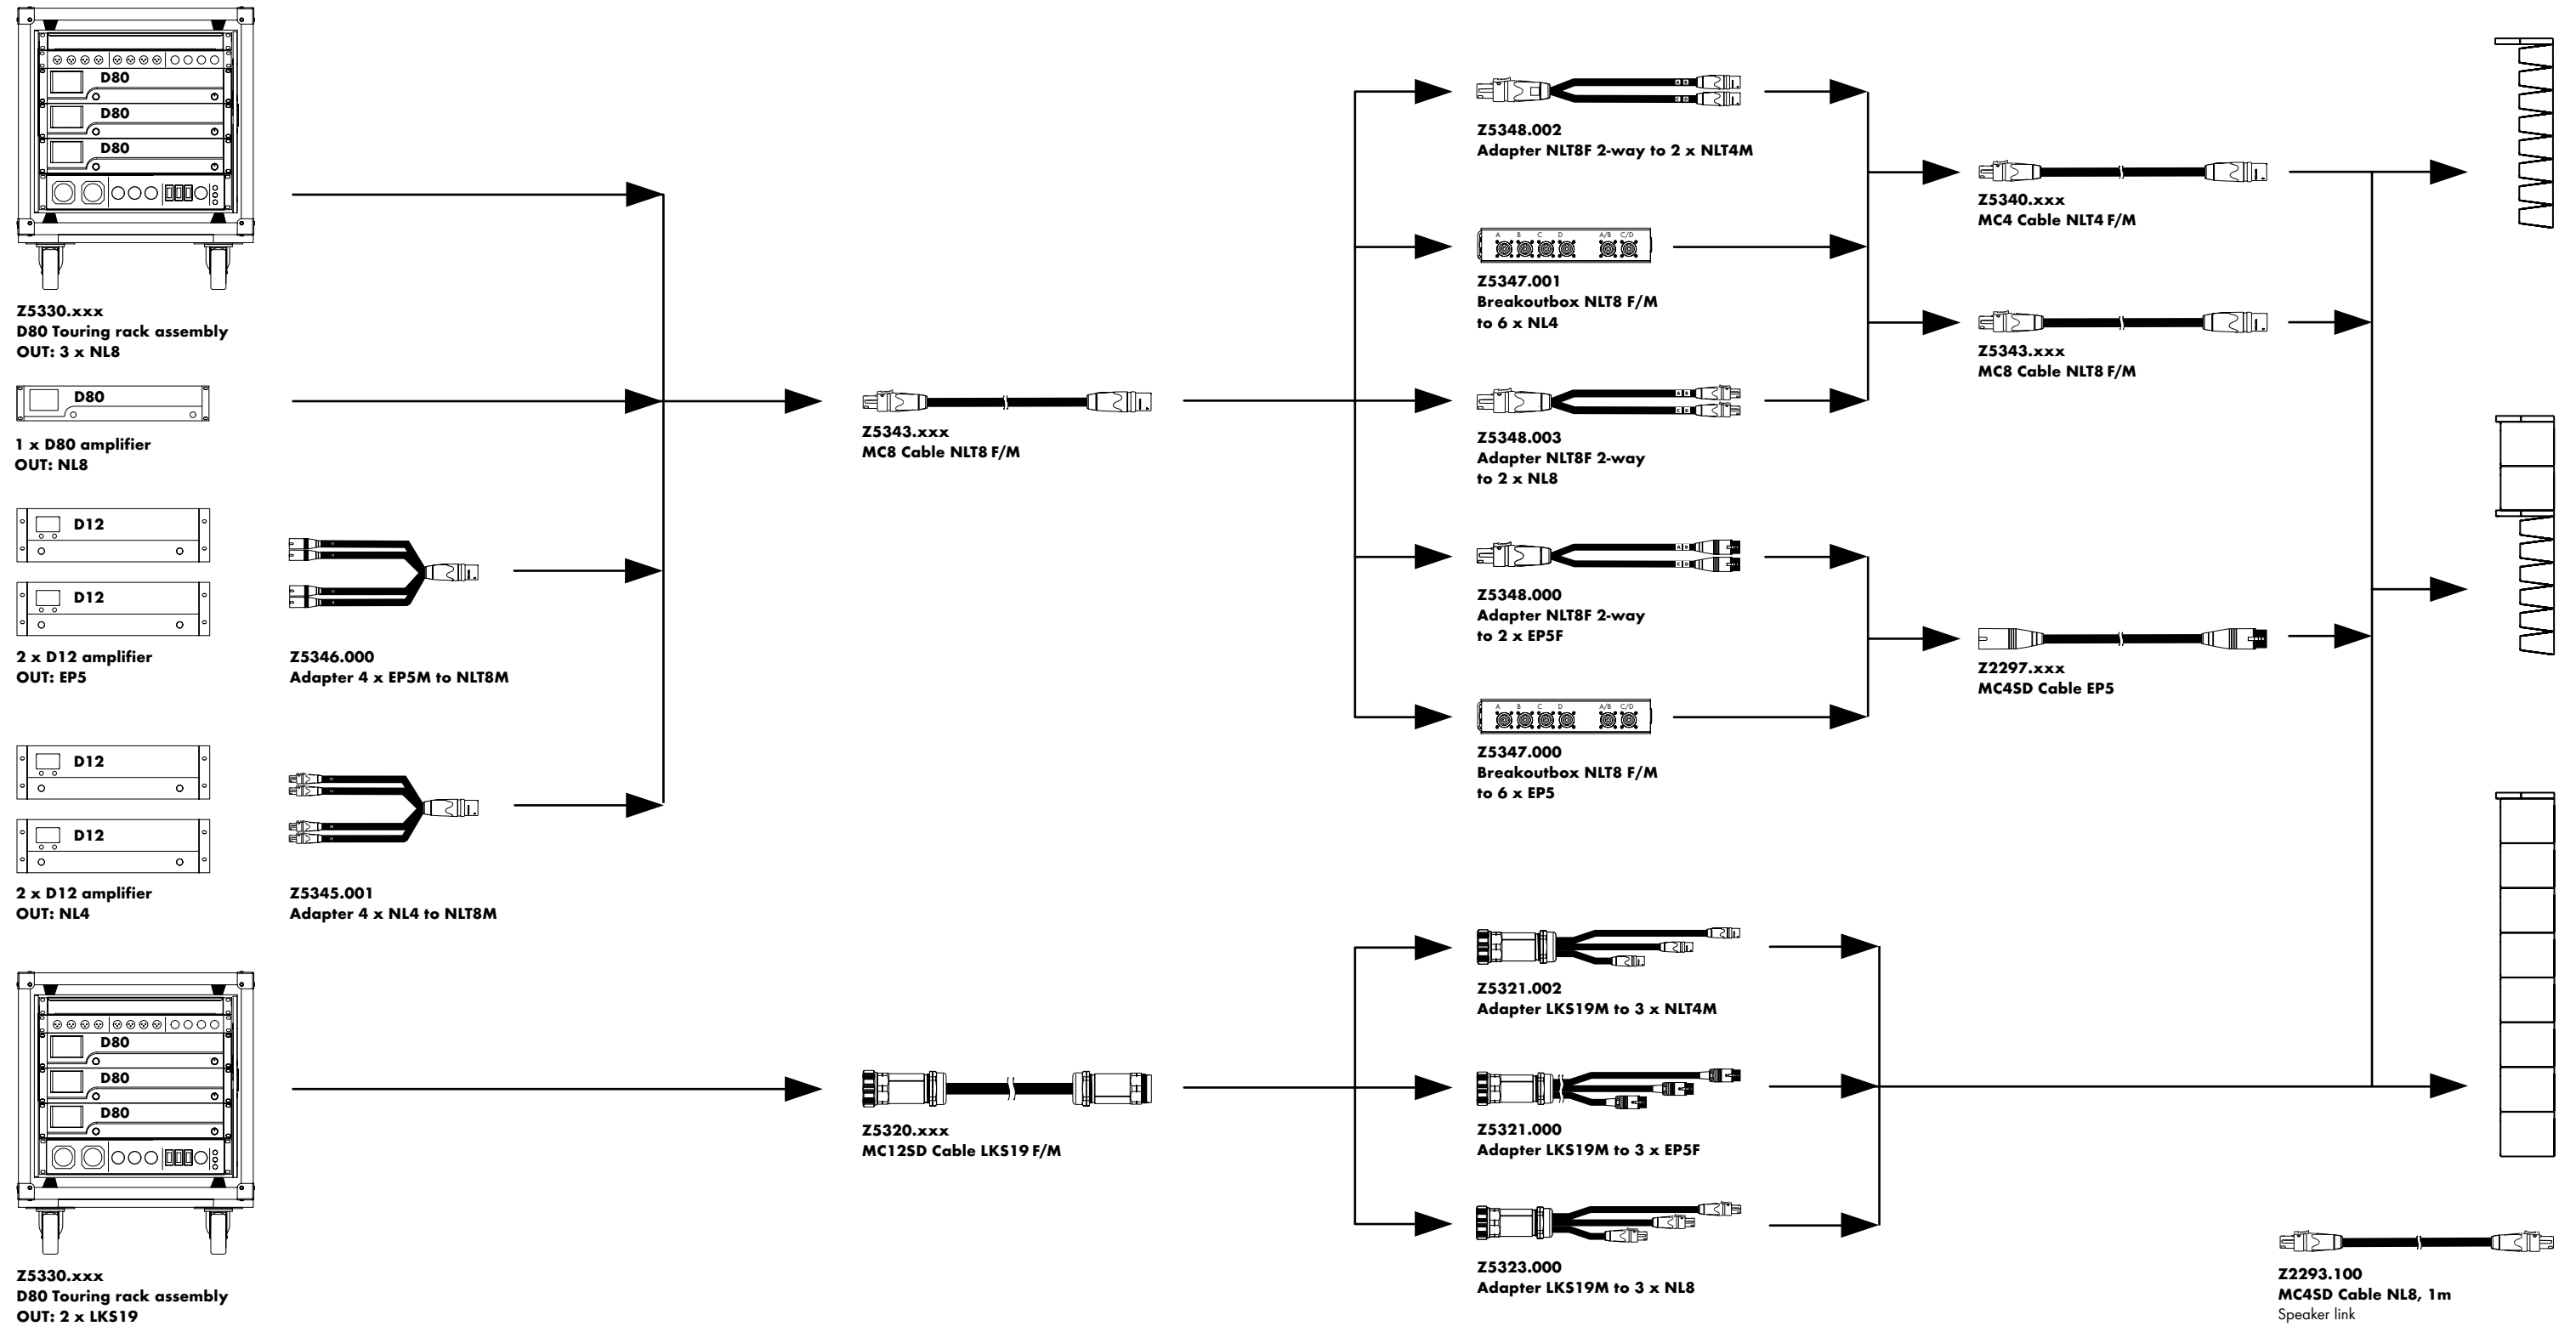 D80
D80
D80
Z5330.xxx
D80 Touring rack assembly
OUT: 3 x NL8
D80
1 x D80 amplifier
OUT: NL8
D12
D12
2 x D12 amplifier
OUT: EP5
Z5346.000
Adapter 4 x EP5M to NLT8M
D12
D12
2 x D12 amplifier
OUT: NL4
Z5345.001
Adapter 4 x NL4 to NLT8M
D80
D80
D80
Z5330.xxx
D80 Touring rack assembly
OUT: 2 x LKS19
Z5343.xxx
MC8 Cable NLT8 F/M
Z5320.xxx
MC12SD Cable LKS19 F/M
A B
C D
Z5348.002
Adapter NLT8F 2-way to 2 x NLT4M
A B C D A/B C/D
Z5347.001
Breakoutbox NLT8 F/M
to 6 x NL4
A B
C D
Z5348.003
Adapter NLT8F 2-way
to 2 x NL8
A B
C D
Z5348.000
Adapter NLT8F 2-way
to 2 x EP5F
A B C D A/B C/D
Z5347.000
Breakoutbox NLT8 F/M
to 6 x EP5
Z5321.002
Adapter LKS19M to 3 x NLT4M
Z5321.000
Adapter LKS19M to 3 x EP5F
Z5323.000
Adapter LKS19M to 3 x NL8
Z5340.xxx
MC4 Cable NLT4 F/M
Z5343.xxx
MC8 Cable NLT8 F/M
Z2297.xxx
MC4SD Cable EP5
Z2293.100
MC4SD Cable NL8, 1m
Speaker link